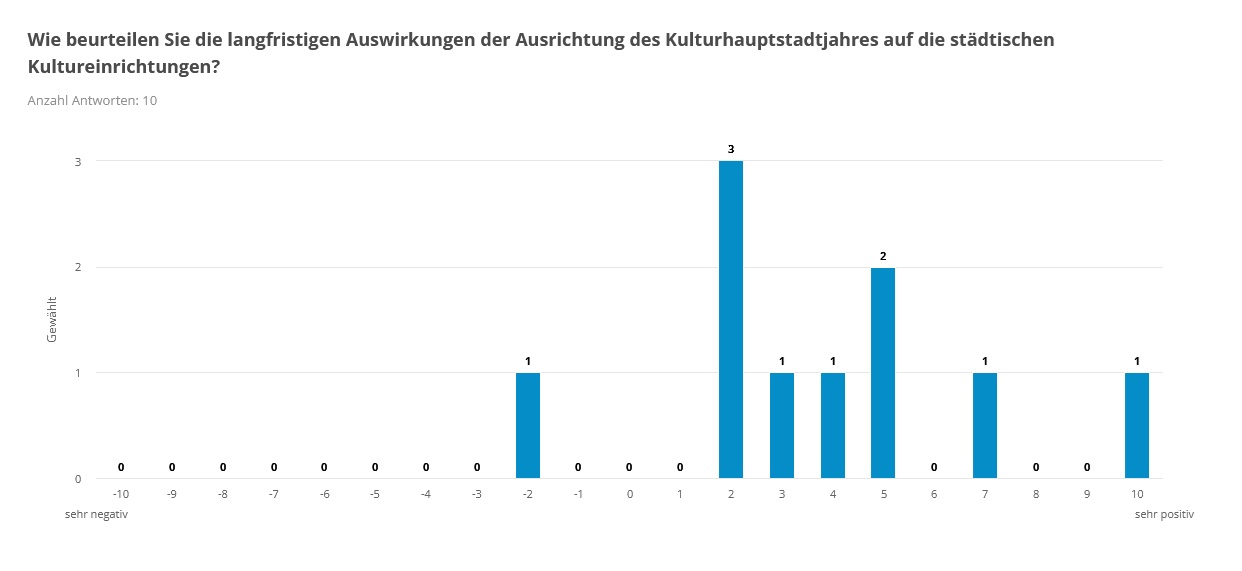 Wie beurteilen Sie die langfristigen Auswirkungen der Ausrichtung des Kulturhauptstadtjahres auf die städtischen
Kultureinrichtungen?
Anzahl Antworten: 10
3
3
2
2
Gewählt
1
1 1 1 1 1
0
0 0 0 0 0 0 0 0 0 0 0 0 0 0
-10 -9 -8 -7 -6 -5 -4 -3 -2 -1 0 1 2 3 4 5 6 7 8 9 10
sehr negativ sehr positiv